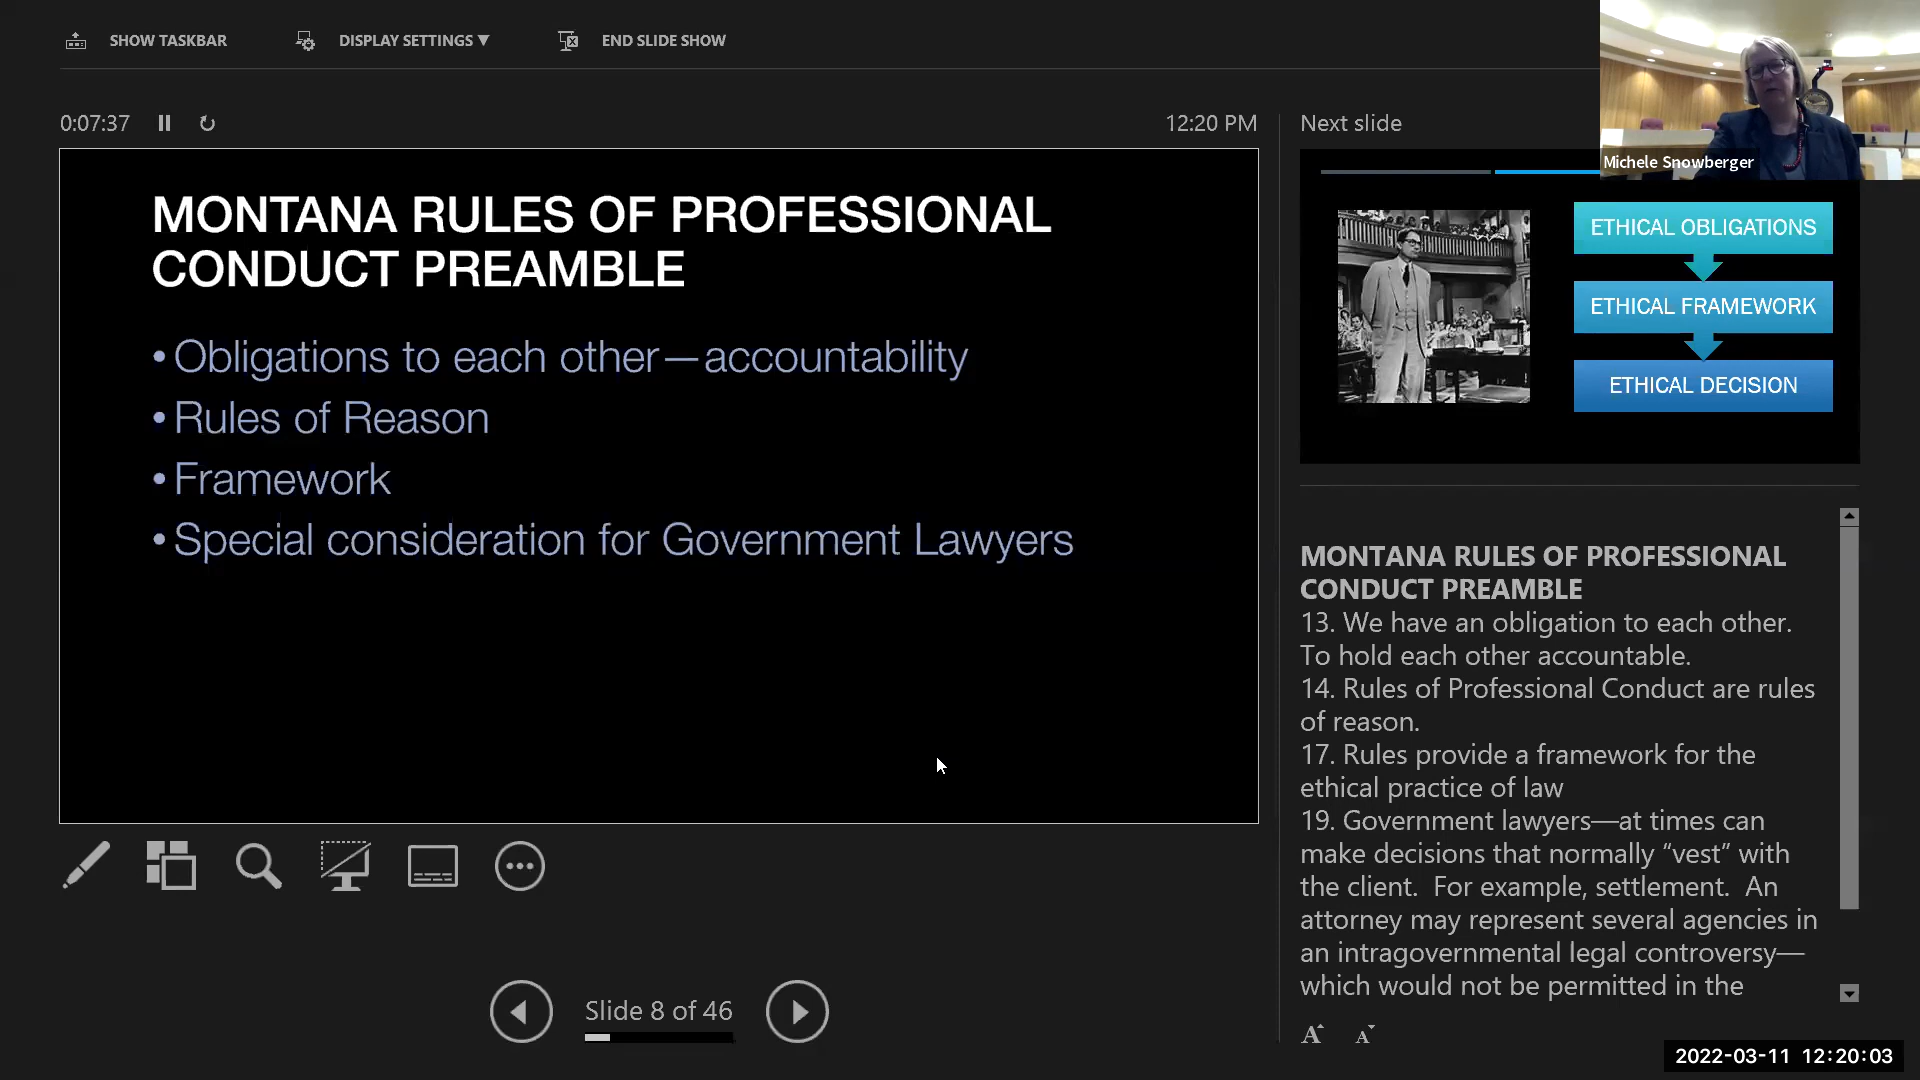 SHOW TASKBAR
DISPLAY SETTINGS ▼
END SLIDE SHOW
0:07:37
12:20 PM
MONTANA RULES OF PROFESSIONAL
CONDUCT PREAMBLE
• Obligations to each other—accountability
• Rules of Reason
• Framework
• Special consideration for Government Lawyers
Slide 8 of 46
Next slide
Michele Snowberger
ETHICAL OBLIGATIONS
ETHICAL FRAMEWORK
ETHICAL DECISION
MONTANA RULES OF PROFESSIONAL
CONDUCT PREAMBLE
13. We have an obligation to each other.
To hold each other accountable.
14. Rules of Professional Conduct are rules
of reason.
17. Rules provide a framework for the
ethical practice of law
19. Government lawyers—at times can
make decisions that normally “vest” with
the client.  For example, settlement.  An
attorney may represent several agencies in
an intragovernmental legal controversy—
which would not be permitted in the
A A
2022-03-11 12:20:03